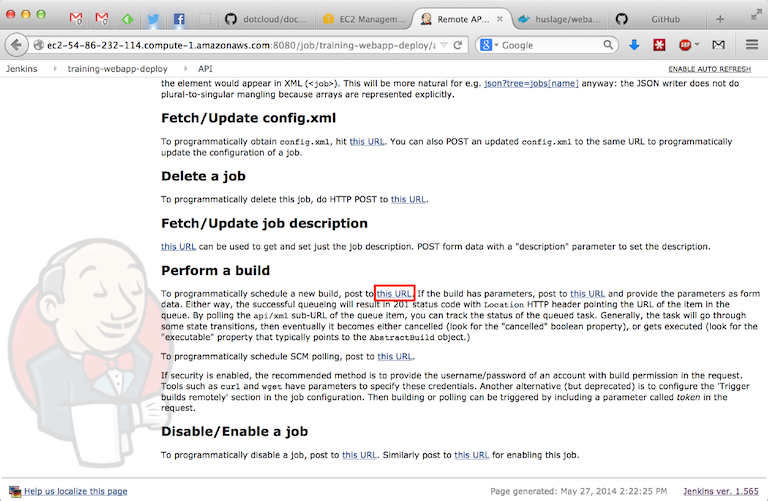 dotcloud/doc...
EC2 Managem...
Remote AP...
huslage/weba...
GitHub
ec2-54-86-232-114.compute-1.amazonaws.com:8080/job/training-webapp-deploy/
Google
ABP
Jenkins
training-webapp-deploy
API
ENABLE AUTO REFRESH
the element would appear in XML (<job>). This will be more natural for e.g. json?tree=jobs[name] anyway: the JSON writer does not do
plural-to-singular mangling because arrays are represented explicitly.
Fetch/Update config.xml
To programmatically obtain config.xml, hit this URL. You can also POST an updated config.xml to the same URL to programmatically
update the configuration of a job.
Delete a job
To programmatically delete this job, do HTTP POST to this URL.
Fetch/Update job description
this URL can be used to get and set just the job description. POST form data with a "description" parameter to set the description.
Perform a build
To programmatically schedule a new build, post to this URL. If the build has parameters, post to this URL and provide the parameters as form
data. Either way, the successful queueing will result in 201 status code with Location HTTP header pointing the URL of the item in the
queue. By polling the api/xml sub-URL of the queue item, you can track the status of the queued task. Generally, the task will go through
some state transitions, then eventually it becomes either cancelled (look for the "cancelled" boolean property), or gets executed (look for the
"executable" property that typically points to the AbstractBuild object.)
To programmatically schedule SCM polling, post to this URL.
If security is enabled, the recommended method is to provide the username/password of an account with build permission in the request.
Tools such as curl and wget have parameters to specify these credentials. Another alternative (but deprecated) is to configure the 'Trigger
builds remotely' section in the job configuration. Then building or polling can be triggered by including a parameter called token in
the request.
Disable/Enable a job
To programmatically disable a job, post to this URL. Similarly post to this URL for enabling this job.
Help us localize this page
Page generated: May 27, 2014 2:22:25 PM
Jenkins ver. 1.565